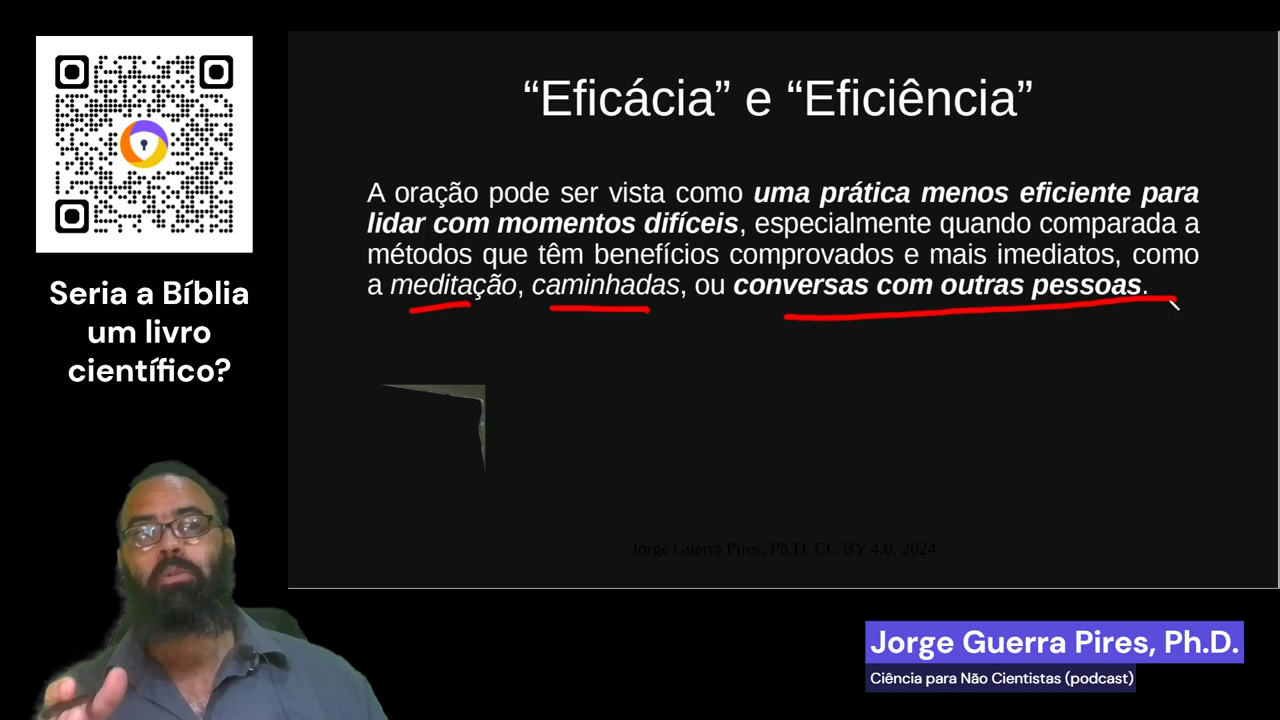 “Eficácia” e “Eficiência”
A oração pode ser vista como uma prática menos eficiente para
lidar com momentos difíceis, especialmente quando comparada a
métodos que têm benefícios comprovados e mais imediatos, como
a meditação, caminhadas, ou conversas com outras pessoas.
Jorge Guerra Pires, Ph.D. CC BY 4.0, 2024
Seria a Bíblia
um livro
científico?
Jorge Guerra Pires, Ph.D.
Ciência para Não Cientistas (podcast)